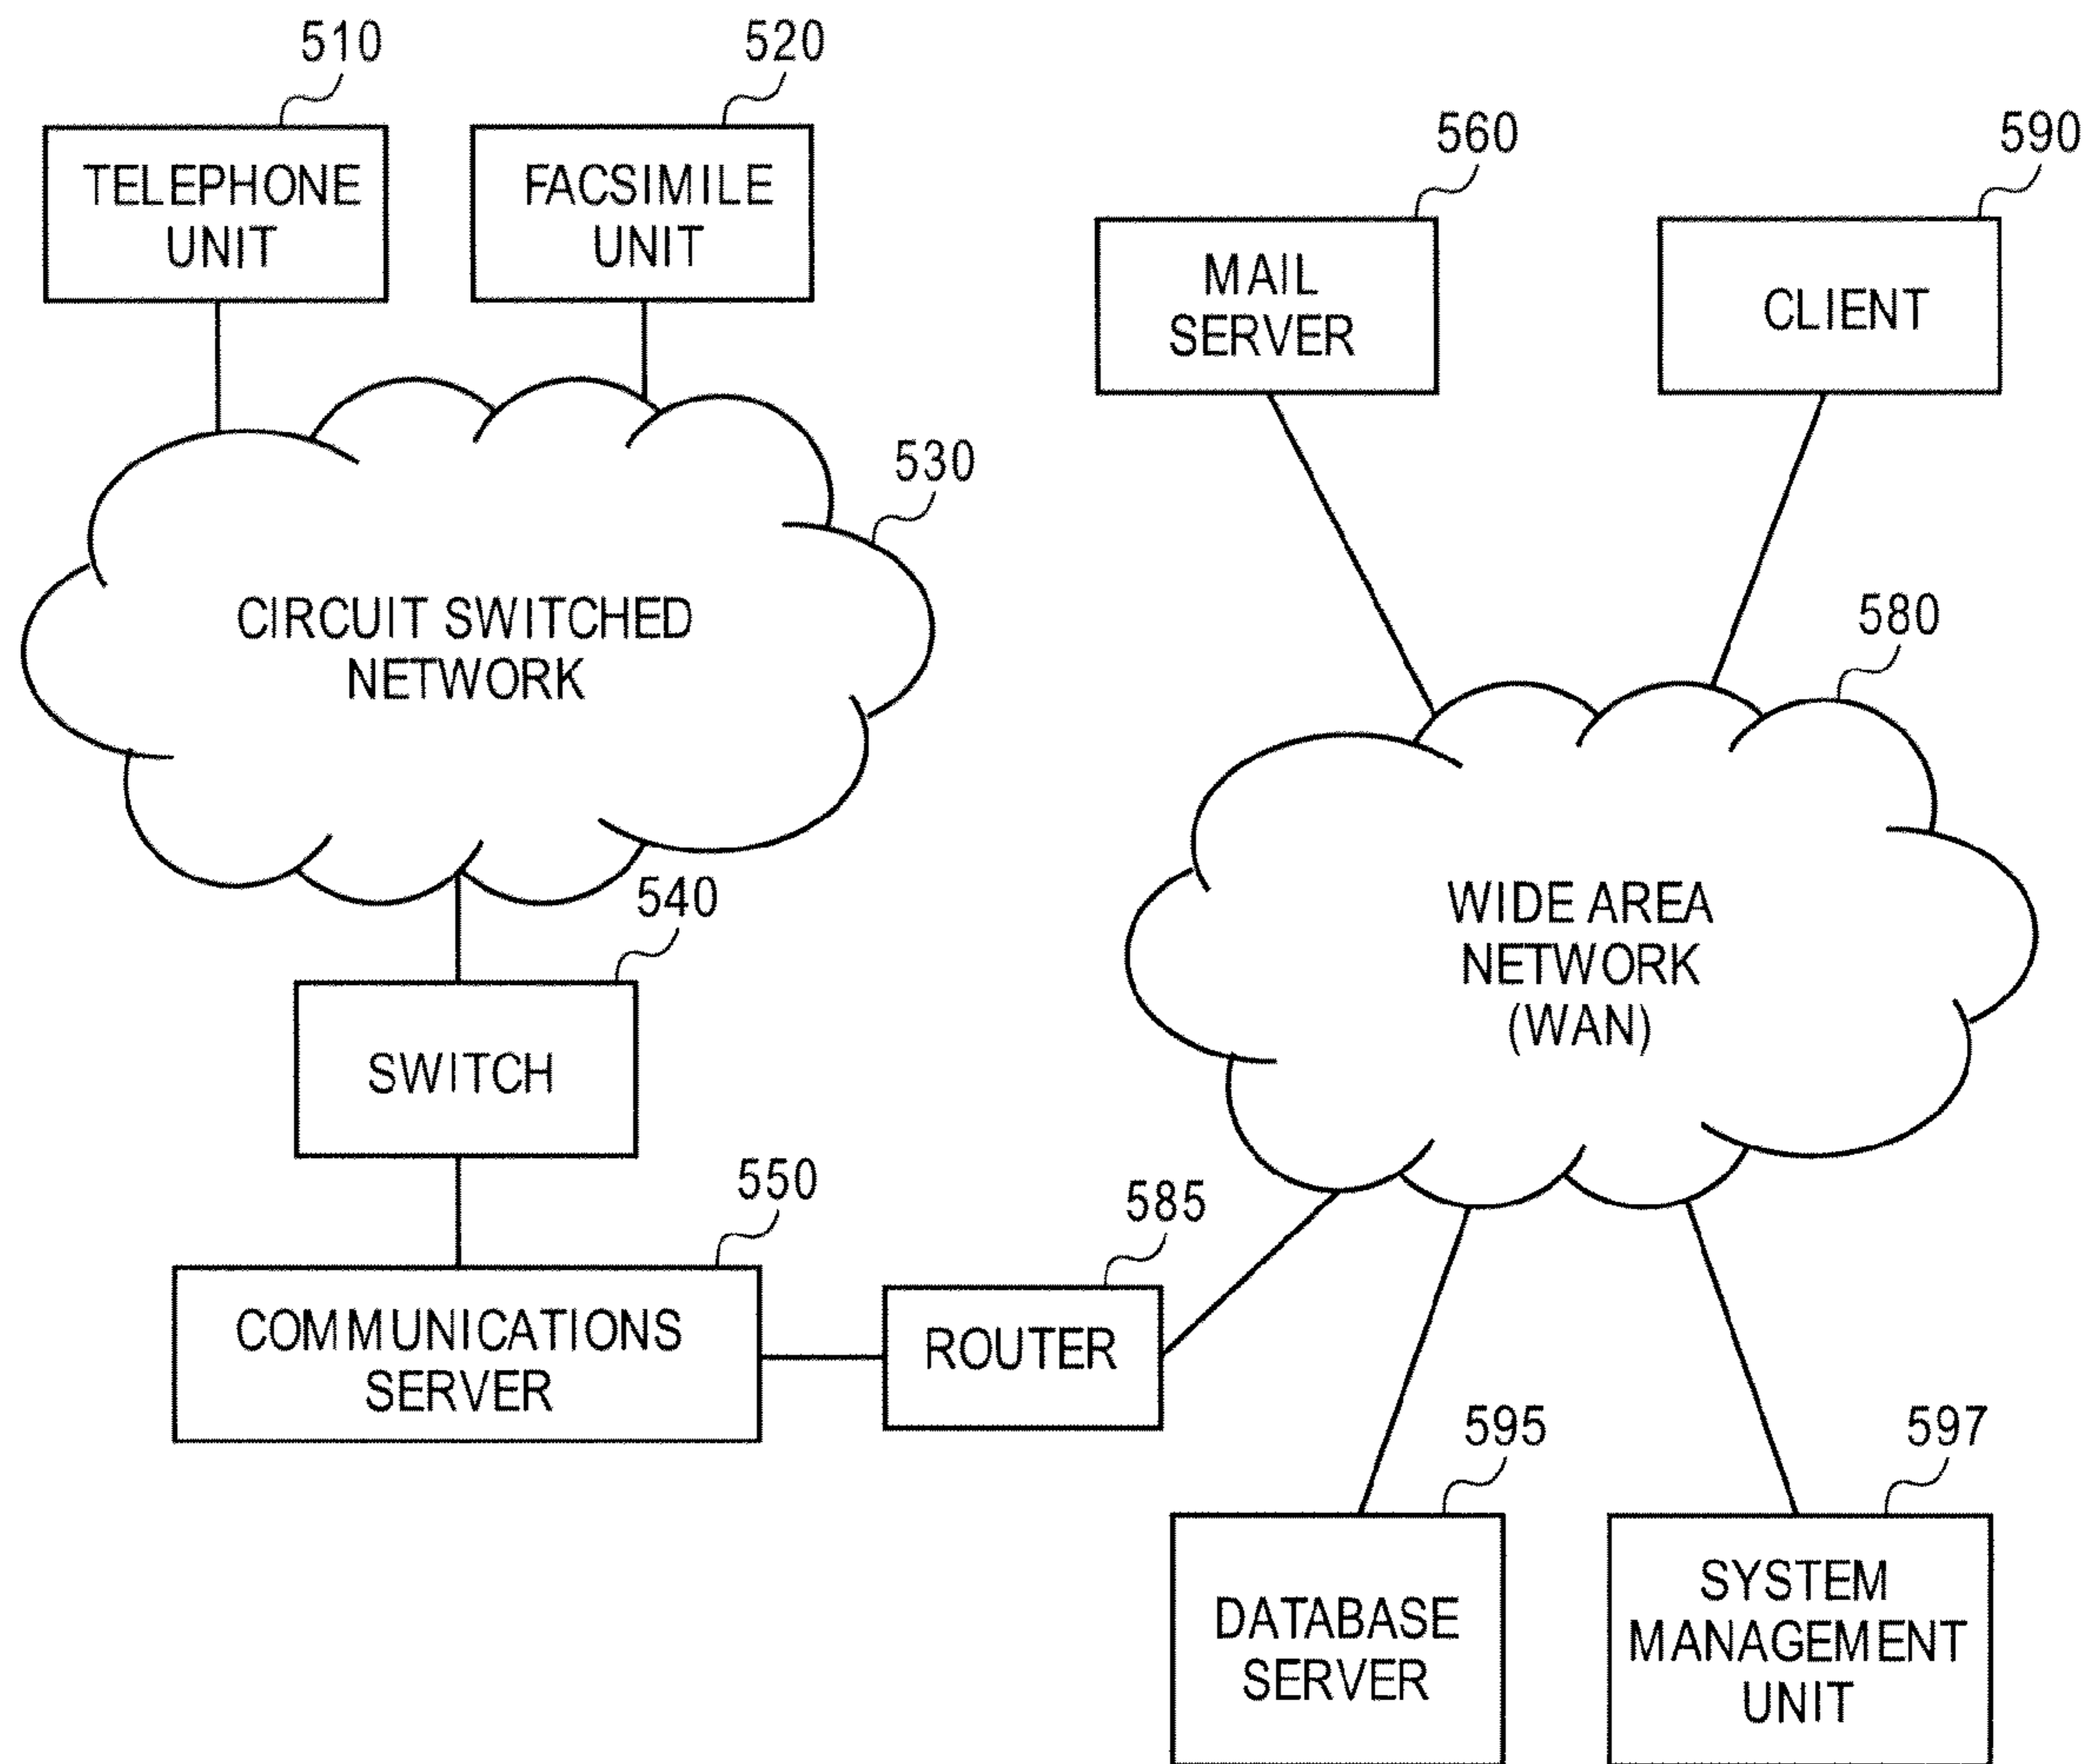 510
520
TELEPHONE
UNIT
FACSIMILE
UNIT
560
590
MAIL
SERVER
CLIENT
530
CIRCUIT SWITCHED
NETWORK
580
WIDE AREA
NETWORK
(WAN)
540
SWITCH
550
585
COMMUNICATIONS
SERVER
ROUTER
595
597
DATABASE
SERVER
SYSTEM
MANAGEMENT
UNIT